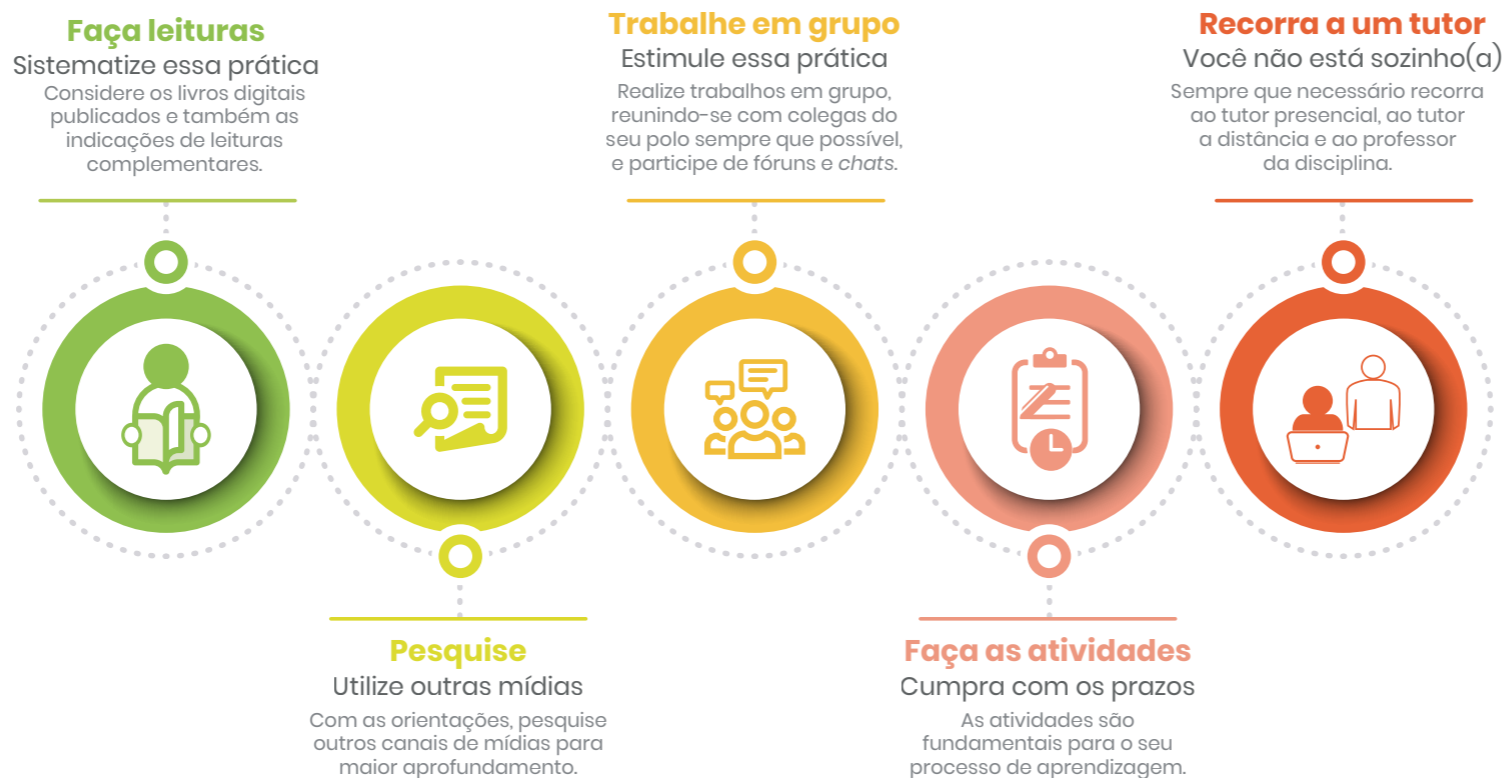 Faça leituras
Sistematize essa prática
Considere os livros digitais
publicados e também as
indicações de leituras
complementares.
Pesquise
Utilize outras mídias
Com as orientações, pesquise
outros canais de mídias para
maior aprofundamento.
Trabalhe em grupo
Estimule essa prática
Realize trabalhos em grupo,
reunindo-se com colegas do
seu polo sempre que possível,
e participe de fóruns e chats.
Faça as atividades
Cumpra com os prazos
As atividades são
fundamentais para o seu
processo de aprendizagem.
Recorra a um tutor
Você não está sozinho(a)
Sempre que necessário recorra
ao tutor presencial, ao tutor
a distância e ao professor
da disciplina.